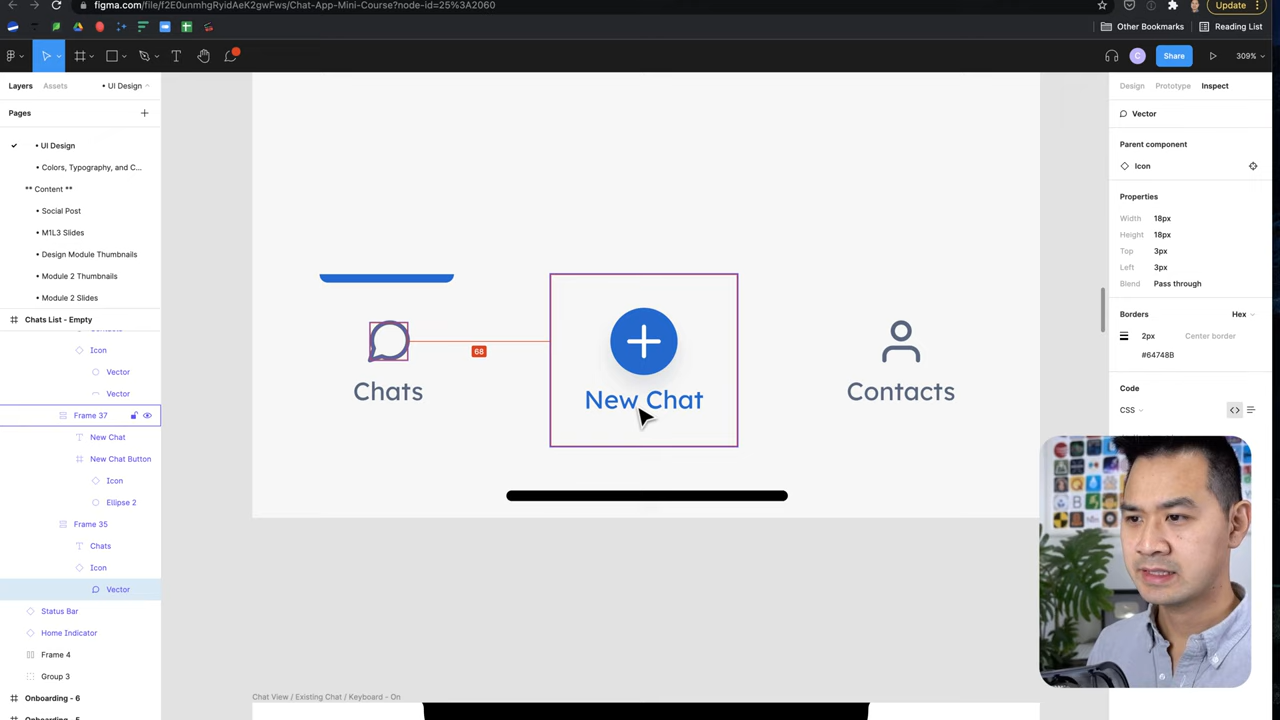 figma.com/file/f2E0unmhgRyidAeK2gwFws/Chat-App-Mini-Course?node-id=25%3A2060
Update
Other Bookmarks
Reading List
Share
309%
Layers
Assets
• UI Design
Design
Prototype
Inspect
Pages
Vector
• UI Design
• Colors, Typography, and C...
** Content **
• Social Post
• M1L3 Slides
• Design Module Thumbnails
• Module 2 Thumbnails
• Module 2 Slides
Chats List - Empty
Icon
Vector
Vector
Frame 37
New Chat
New Chat Button
Icon
Ellipse 2
Frame 35
Chats
Icon
Vector
Status Bar
Home Indicator
Frame 4
Group 3
Onboarding - 6
68
Chats
New Chat
Contacts
Chat View / Existing Chat / Keyboard - On
Parent component
Icon
Properties
Width 18px
Height 18px
Top 3px
Left 3px
Blend Pass through
Borders
Hex
2px Center border
#64748B
Code
CSS